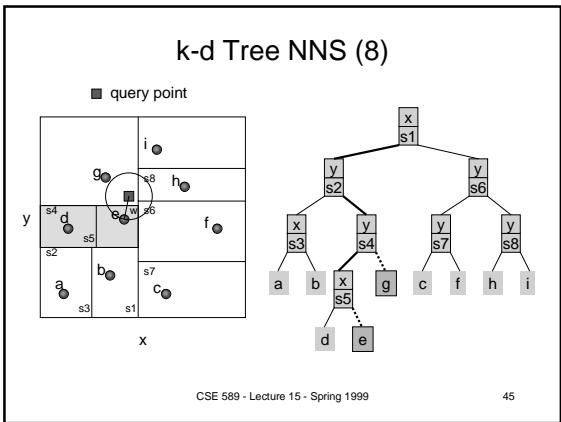 k-d Tree NNS (8)
query point
i
g
s8
h
s4
d
e
w
s6
f
y
s5
s2
a
b
s7
c
s3
s1
x
x
s1
y
s2
y
s6
x
s3
y
s4
y
s7
y
s8
a
b
x
s5
g
c
f
h
i
d
e
CSE 589 - Lecture 15 - Spring 1999
45